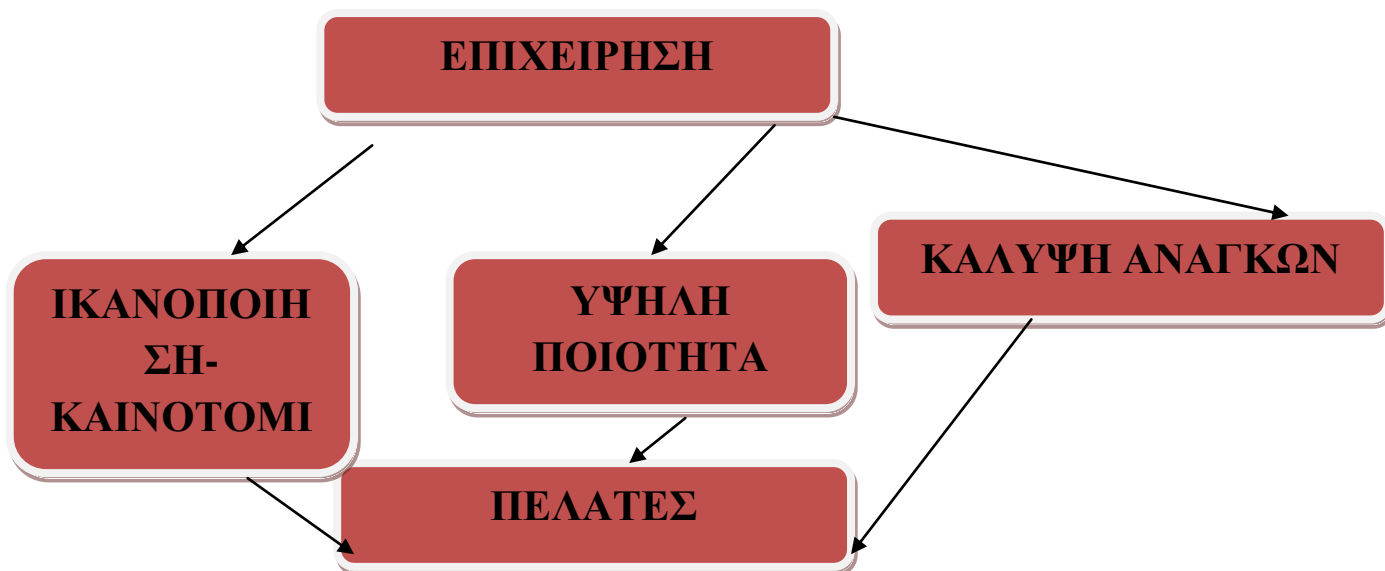 ΕΠΙΧΕΙΡΗΣΗ
ΚΑΛΥΨΗ ΑΝΑΓΚΩΝ
ΙΚΑΝΟΠΟΙΗ
ΣΗ-
ΚΑΙΝΟΤΟΜΙ
ΥΨΗΛΗ
ΠΟΙΟΤΗΤΑ
ΠΕΛΑΤΕΣ